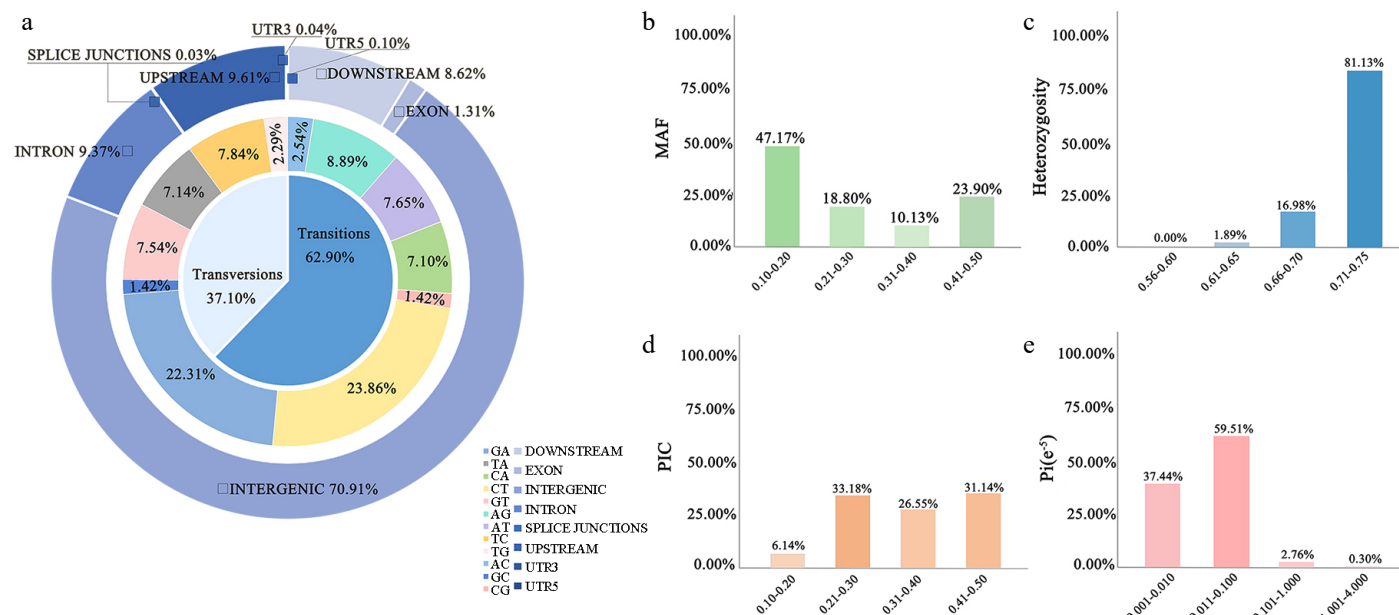 a
UTR3 0.04%
UTR5 0.10%
SPLICE JUNCTIONS 0.03%
UPSTREAM 9.61%
DOWNSTREAM 8.62%
EXON 1.31%
INTRON 9.37%
INTERGENIC 70.91%
2.29%
2.54%
7.84%
8.89%
7.14%
7.65%
7.54%
7.10%
1.42%
1.42%
22.31%
23.86%
Transitions
62.90%
Transversions
37.10%
GA
TA
CA
CT
GT
AG
AT
TC
TG
AC
GC
CG
DOWNSTREAM
EXON
INTERGENIC
INTRON
SPLICE JUNCTIONS
UPSTREAM
UTR3
UTR5
b
MAF
100.00%
75.00%
50.00%
25.00%
0.00%
47.17%
18.80%
10.13%
23.90%
0.10-0.20
0.21-0.30
0.31-0.40
0.41-0.50
c
Heterozygosity
100.00%
75.00%
50.00%
25.00%
0.00%
0.00%
1.89%
16.98%
81.13%
0.56-0.60
0.61-0.65
0.66-0.70
0.71-0.75
d
PIC
100.00%
75.00%
50.00%
25.00%
0.00%
6.14%
33.18%
26.55%
31.14%
0.10-0.20
0.21-0.30
0.31-0.40
0.41-0.50
e
Pi(e⁻⁵)
100.00%
75.00%
50.00%
25.00%
0.00%
37.44%
59.51%
2.76%
0.30%